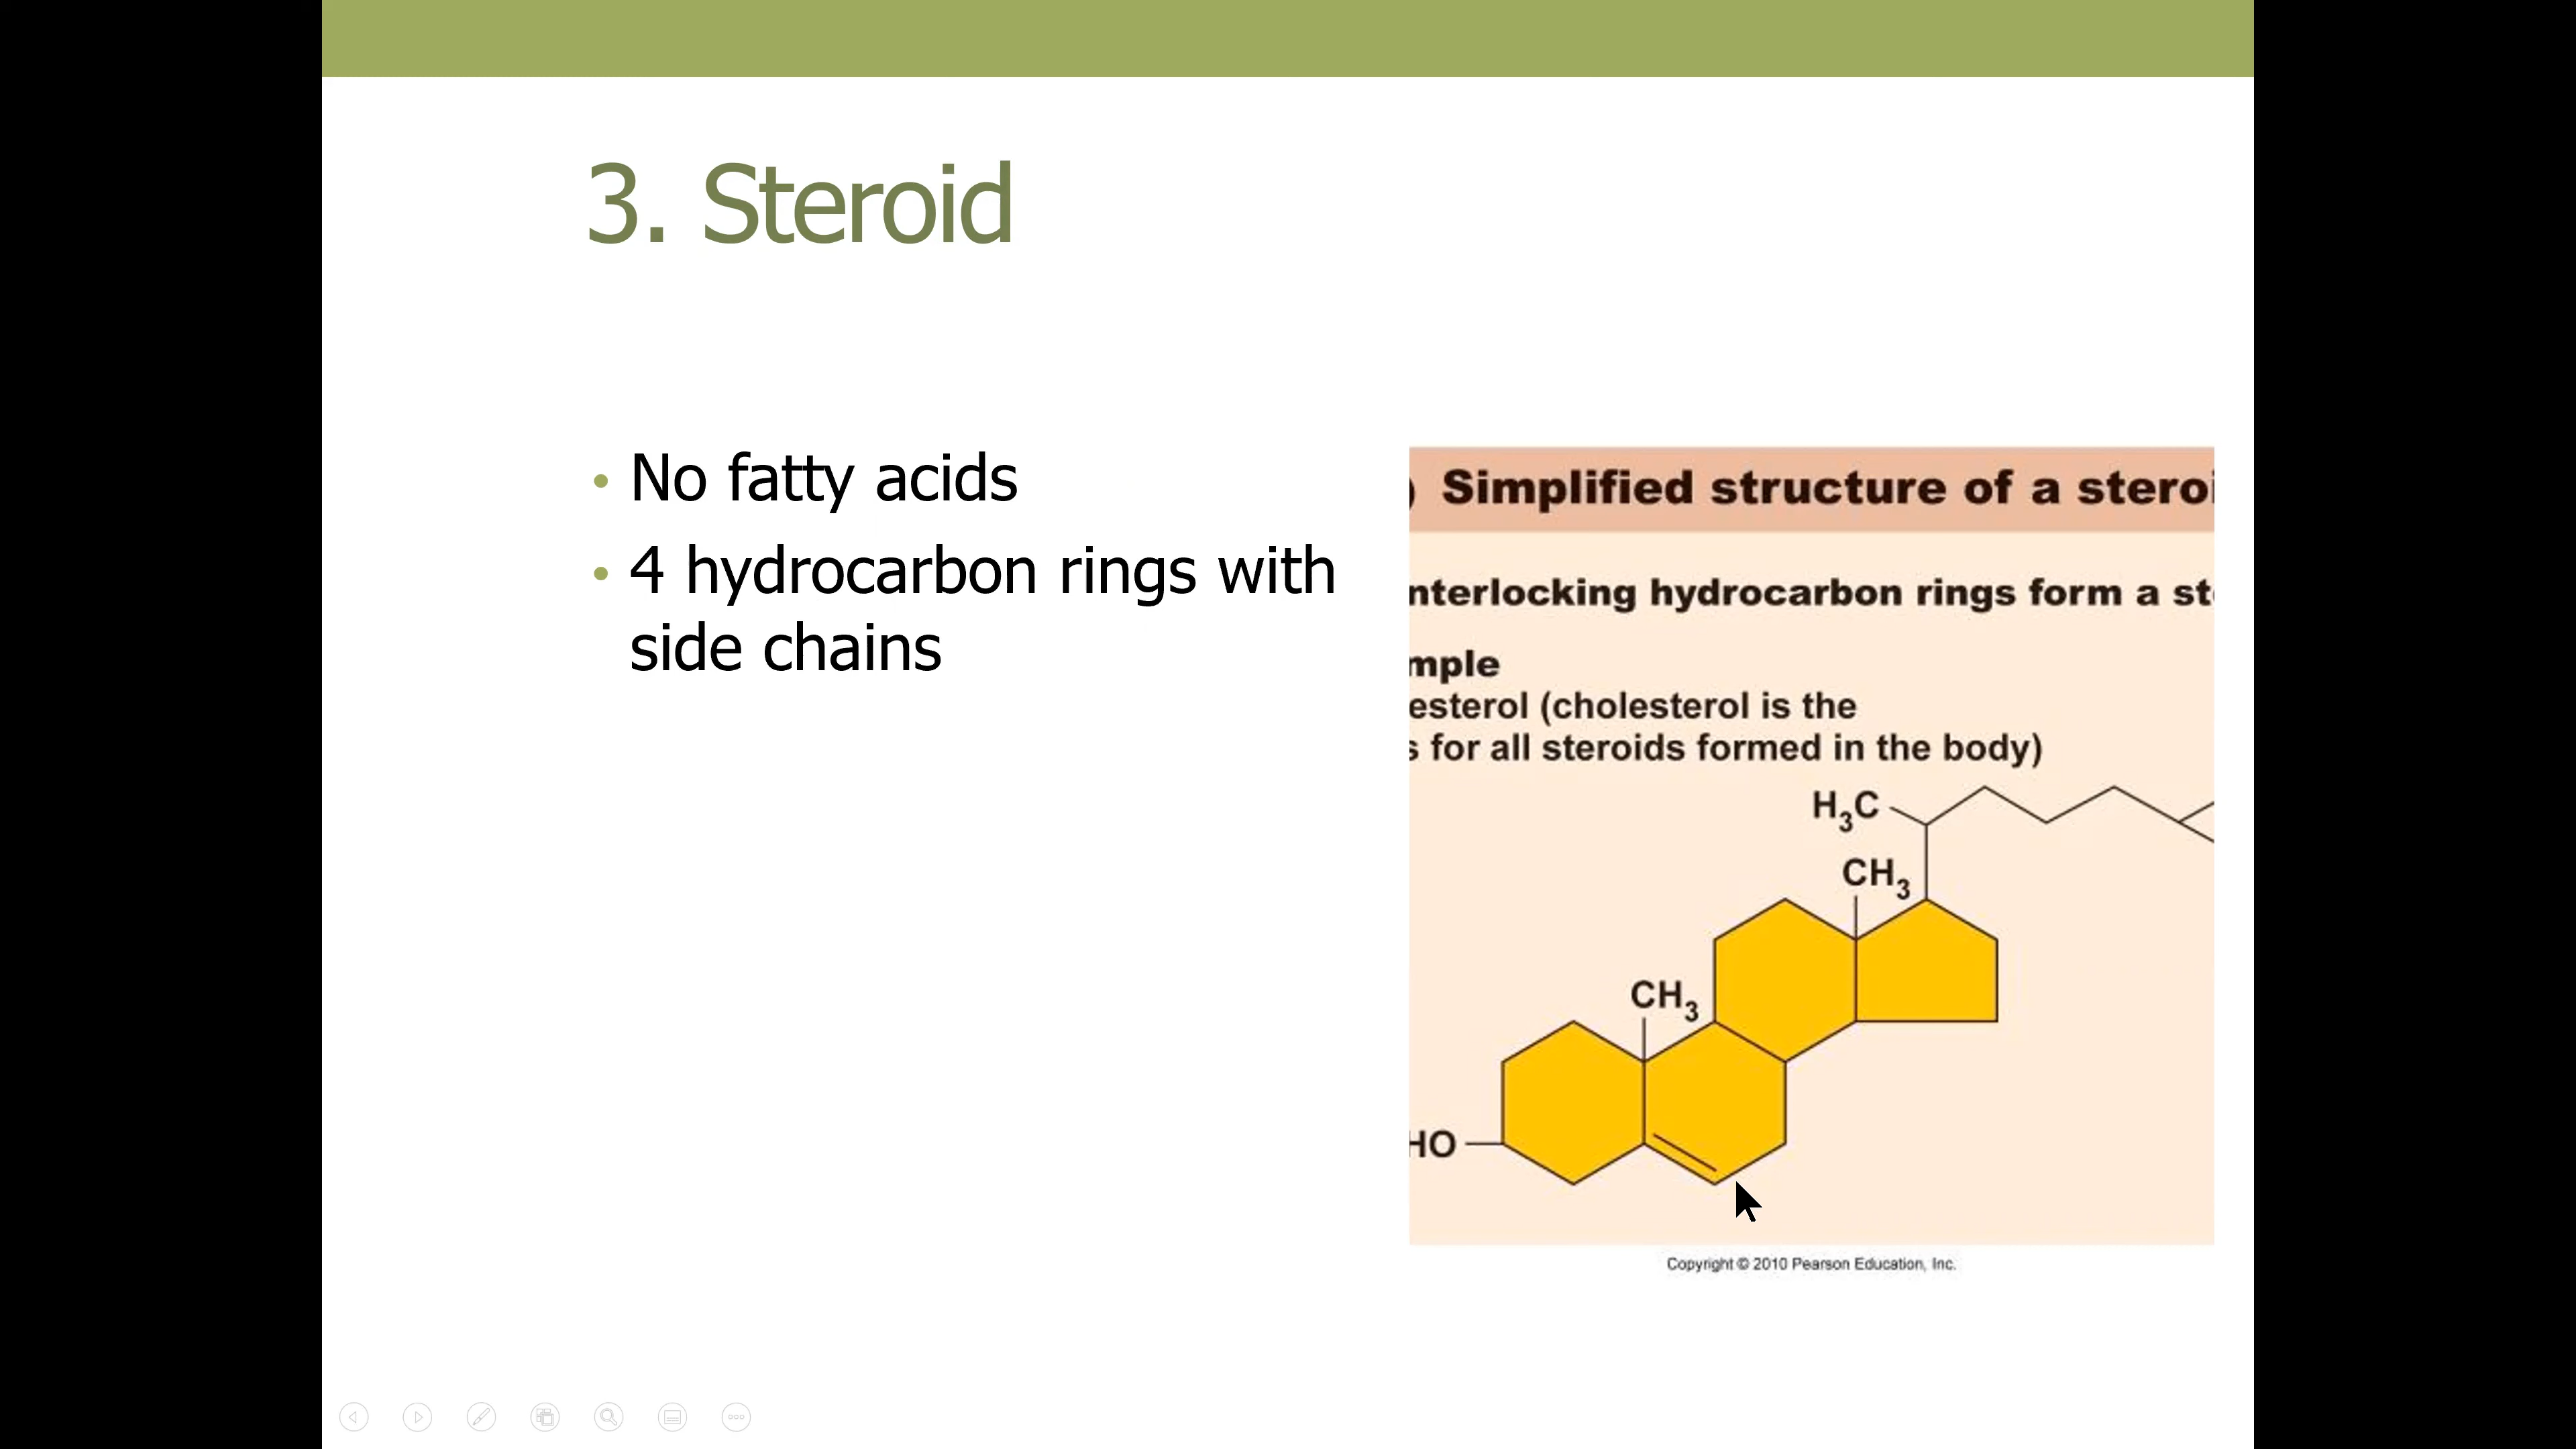 3. Steroid
• No fatty acids
• 4 hydrocarbon rings with
side chains
) Simplified structure of a steroi
nterlocking hydrocarbon rings form a st
mple
esterol (cholesterol is the
s for all steroids formed in the body)
H₃C
CH₃
CH₃
HO
Copyright © 2010 Pearson Education, Inc.